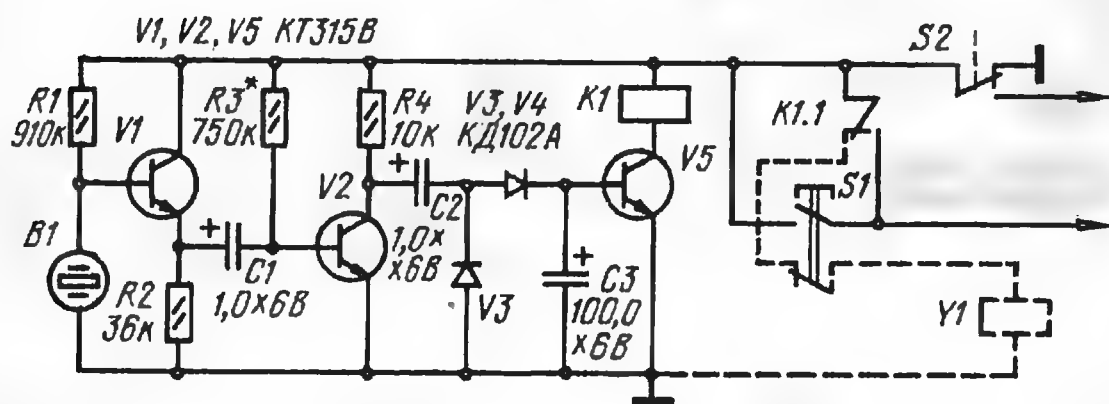 V1, V2, V5 КТ315В
S2
R1
910к
V1
R3*
750к
R4
10к
V3, V4
КД102А
K1
K1.1
V5
V2
S1
B1
C1
1,0×6В
C2
1,0×
×6В
R2
36к
V3
C3
100,0
×6В
Y1